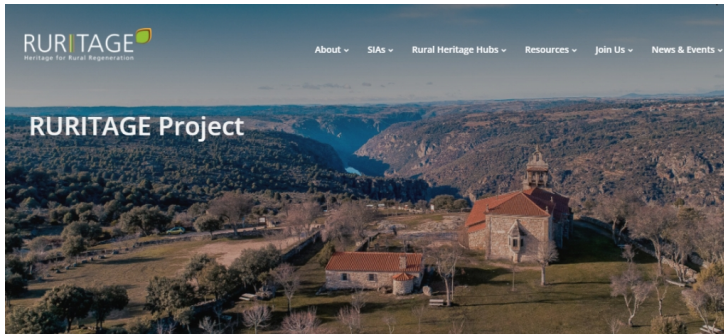 RURITAGE
Heritage for Rural Regeneration
About SIAs Rural Heritage Hubs Resources Join Us News & Events
RURITAGE Project